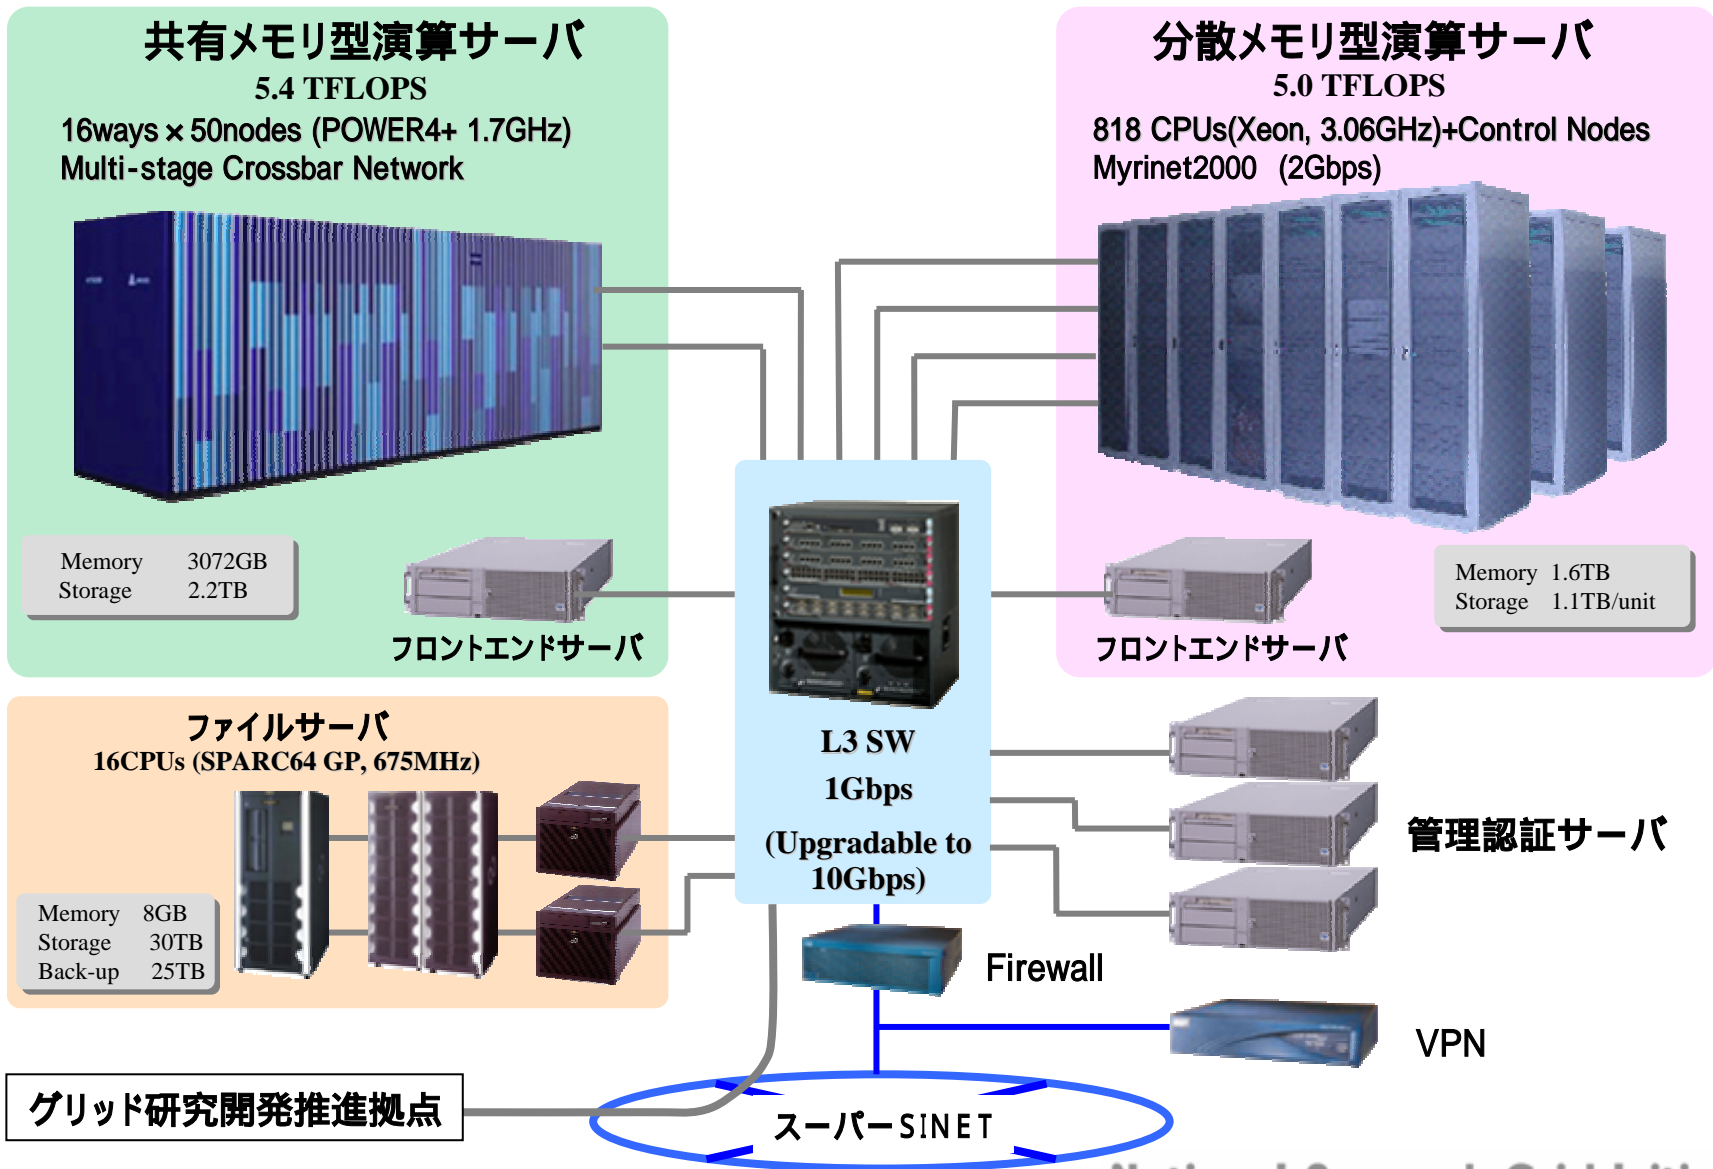 共有メモリ型演算サーバ
5.4 TFLOPS
16ways×50nodes (POWER4+ 1.7GHz)
Multi-stage Crossbar Network
Memory 3072GB
Storage 2.2TB
フロントエンドサーバ
分散メモリ型演算サーバ
5.0 TFLOPS
818 CPUs(Xeon, 3.06GHz)+Control Nodes
Myrinet2000 (2Gbps)
Memory 1.6TB
Storage 1.1TB/unit
フロントエンドサーバ
ファイルサーバ
16CPUs (SPARC64 GP, 675MHz)
Memory 8GB
Storage 30TB
Back-up 25TB
L3 SW
1Gbps
(Upgradable to
10Gbps)
管理認証サーバ
Firewall
VPN
グリッド研究開発推進拠点
スーパーSINET